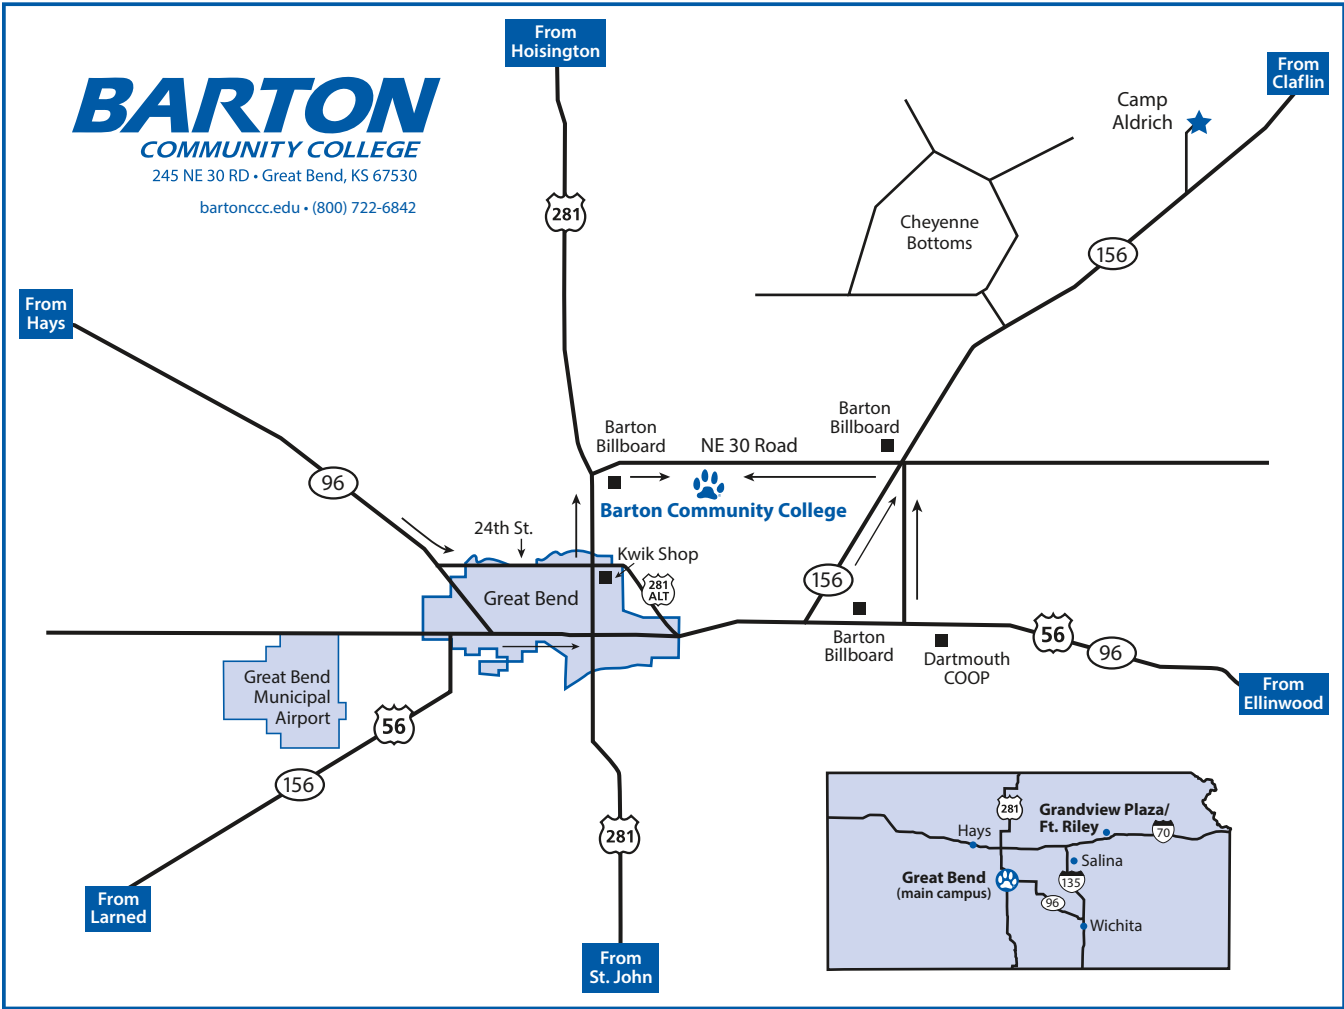 From
Hoisington
From
Claflin
BARTON
COMMUNITY COLLEGE
245 NE 30 RD • Great Bend, KS 67530
bartonccc.edu • (800) 722-6842
Camp
Aldrich
281
Cheyenne
Bottoms
156
From
Hays
Barton
Billboard
NE 30 Road
Barton
Billboard
96
Barton Community College
24th St.
Kwik Shop
281
ALT
Great Bend
156
Barton
Billboard
Dartmouth
COOP
56
96
From
Ellinwood
Great Bend
Municipal
Airport
56
156
281
From
Larned
From
St. John
281
Grandview Plaza/
Ft. Riley
70
Hays
Salina
Great Bend
(main campus)
135
96
Wichita